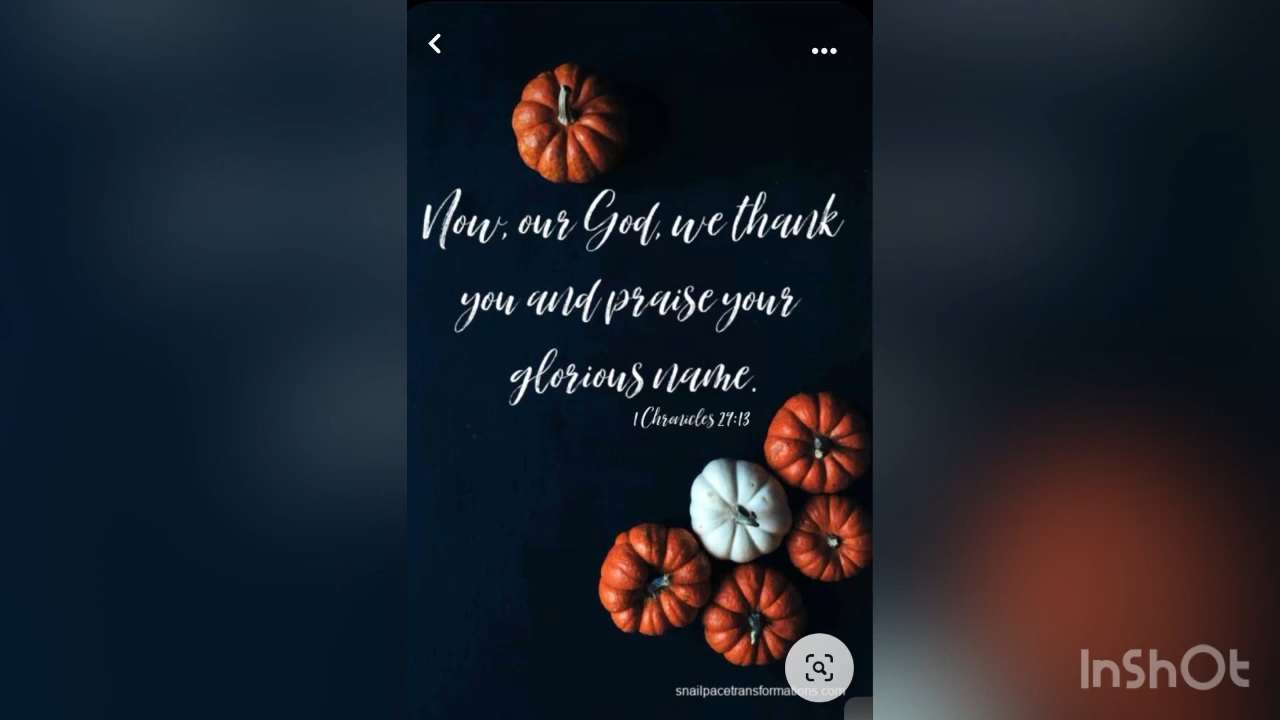 Now, our God, we thank
you and praise your
glorious name.
1 Chronicles 29:13
snailpacetransformations.com
InShOt